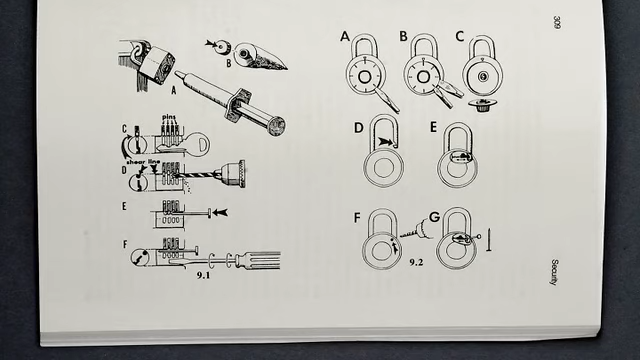 309
A
B
pins
C
shear line
D
E
F
9.1
A B C
D E
F G
9.2
Security